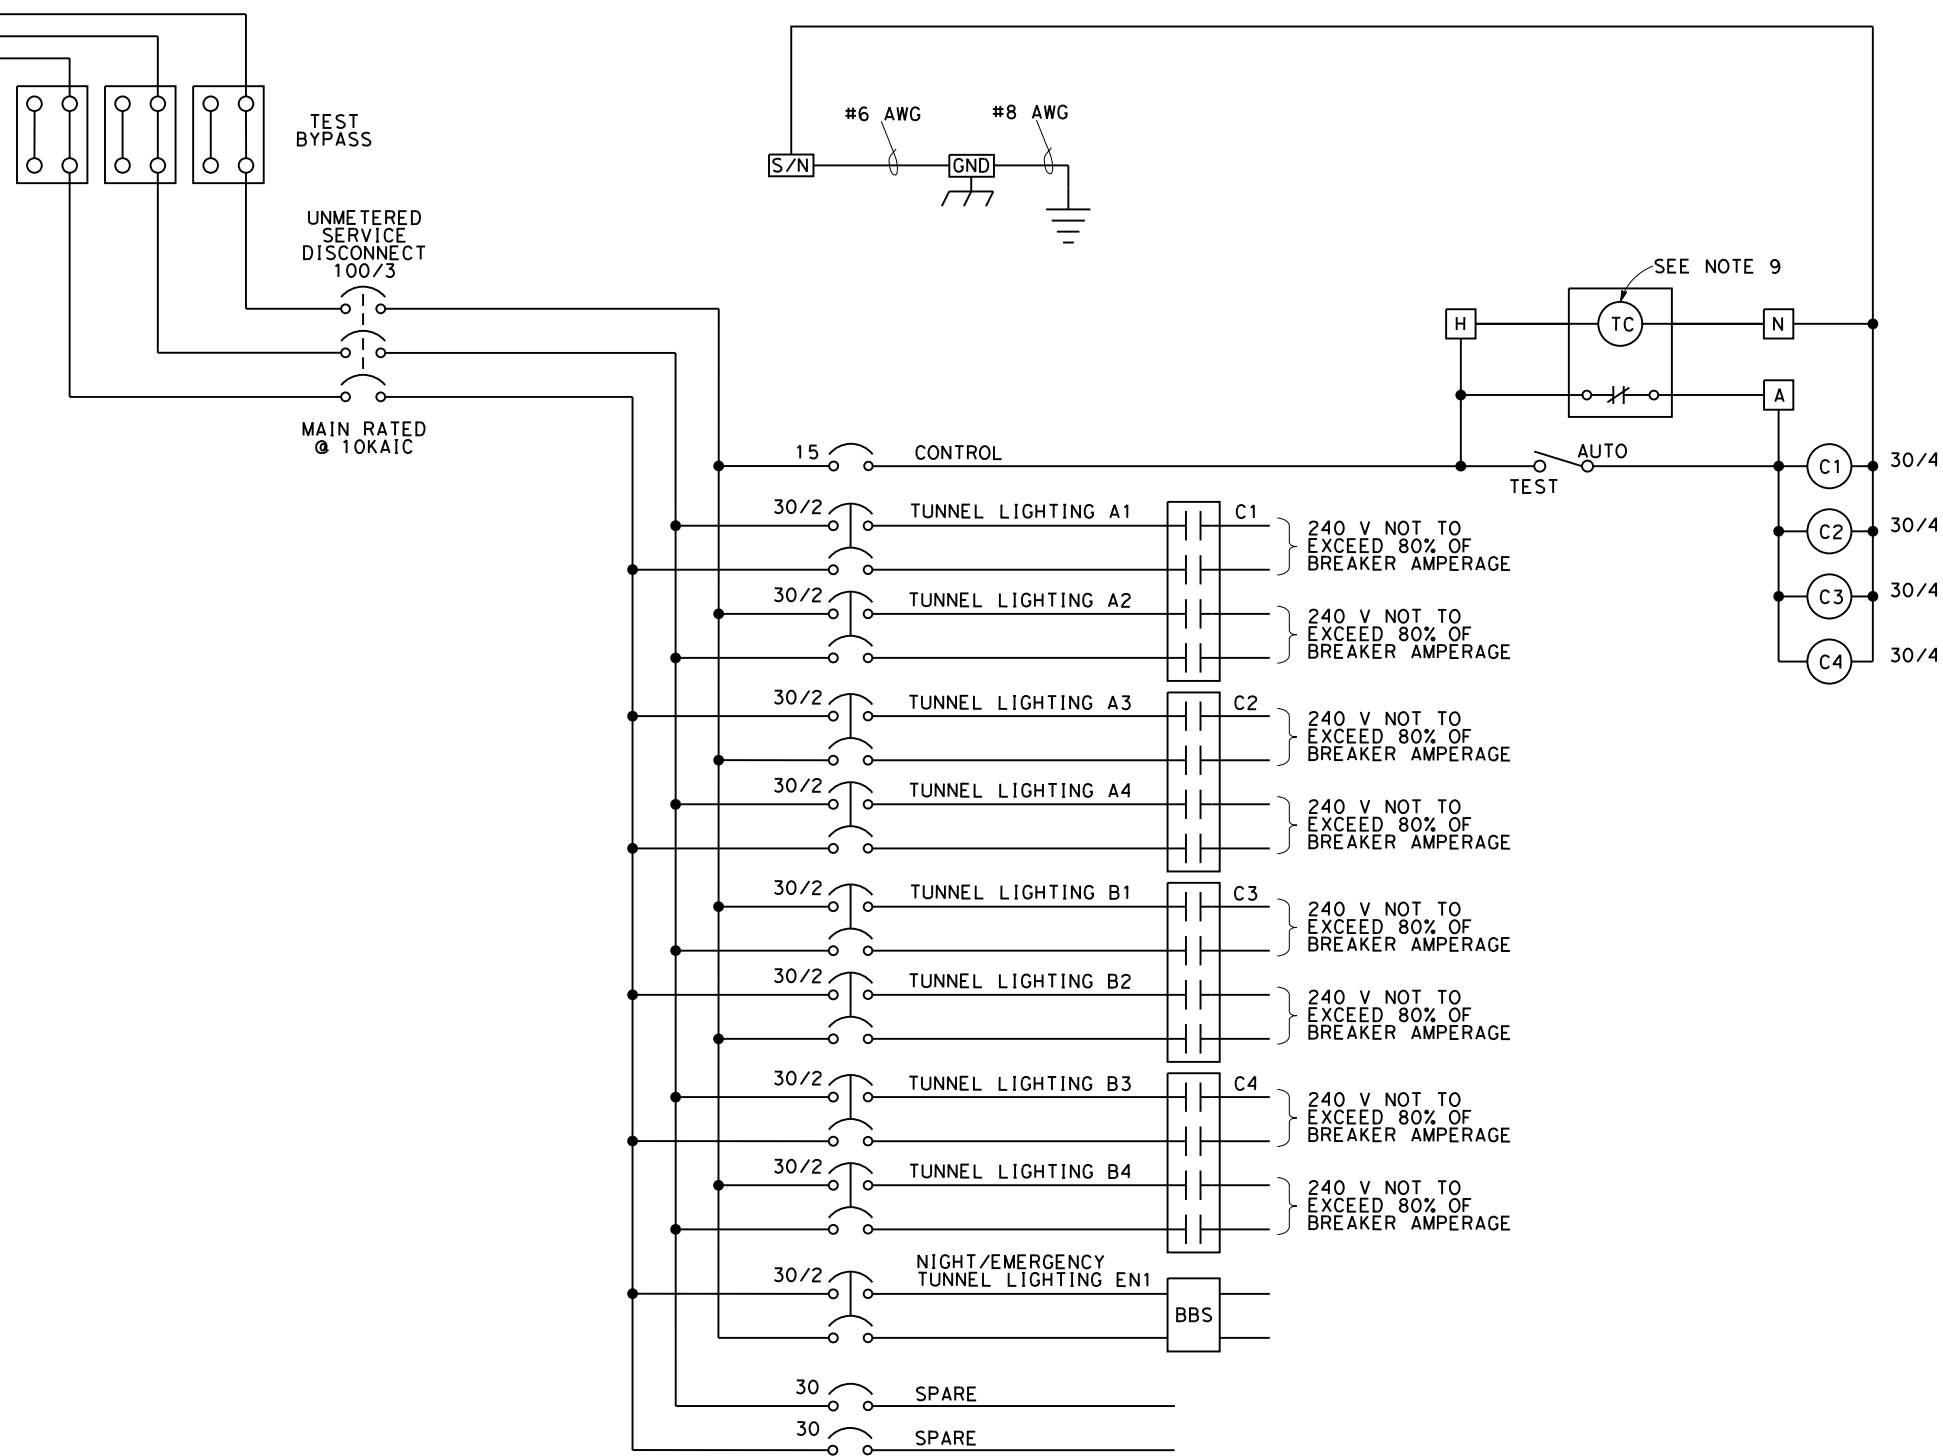 TEST
BYPASS
#6 AWG
#8 AWG
S/N
GND
UNMETERED
SERVICE
DISCONNECT
100/3
MAIN RATED
@ 10KAIC
SEE NOTE 9
H
TC
N
A
15
CONTROL
AUTO
TEST
C1
30/4
C2
30/4
C3
30/4
C4
30/4
30/2
TUNNEL LIGHTING A1
C1
240 V NOT TO
EXCEED 80% OF
BREAKER AMPERAGE
30/2
TUNNEL LIGHTING A2
240 V NOT TO
EXCEED 80% OF
BREAKER AMPERAGE
30/2
TUNNEL LIGHTING A3
C2
240 V NOT TO
EXCEED 80% OF
BREAKER AMPERAGE
30/2
TUNNEL LIGHTING A4
240 V NOT TO
EXCEED 80% OF
BREAKER AMPERAGE
30/2
TUNNEL LIGHTING B1
C3
240 V NOT TO
EXCEED 80% OF
BREAKER AMPERAGE
30/2
TUNNEL LIGHTING B2
240 V NOT TO
EXCEED 80% OF
BREAKER AMPERAGE
30/2
TUNNEL LIGHTING B3
C4
240 V NOT TO
EXCEED 80% OF
BREAKER AMPERAGE
30/2
TUNNEL LIGHTING B4
240 V NOT TO
EXCEED 80% OF
BREAKER AMPERAGE
30/2
NIGHT/EMERGENCY
TUNNEL LIGHTING EN1
BBS
30
SPARE
30
SPARE